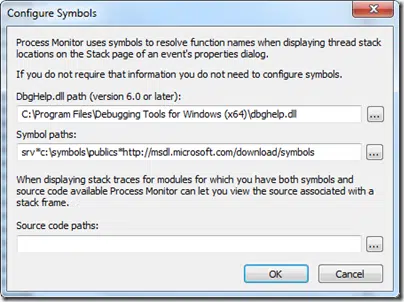 Configure Symbols
Process Monitor uses symbols to resolve function names when displaying thread stack
locations on the Stack page of an event's properties dialog.
If you do not require that information you do not need to configure symbols.
DbgHelp.dll path (version 6.0 or later):
C:\Program Files\Debugging Tools for Windows (x64)\dbghelp.dll
...
Symbol paths:
srv*c:\symbols\publics*http://msdl.microsoft.com/download/symbols
...
When displaying stack traces for modules for which you have both symbols and
source code available Process Monitor can let you view the source associated with a
stack frame.
Source code paths:
...
OK Cancel